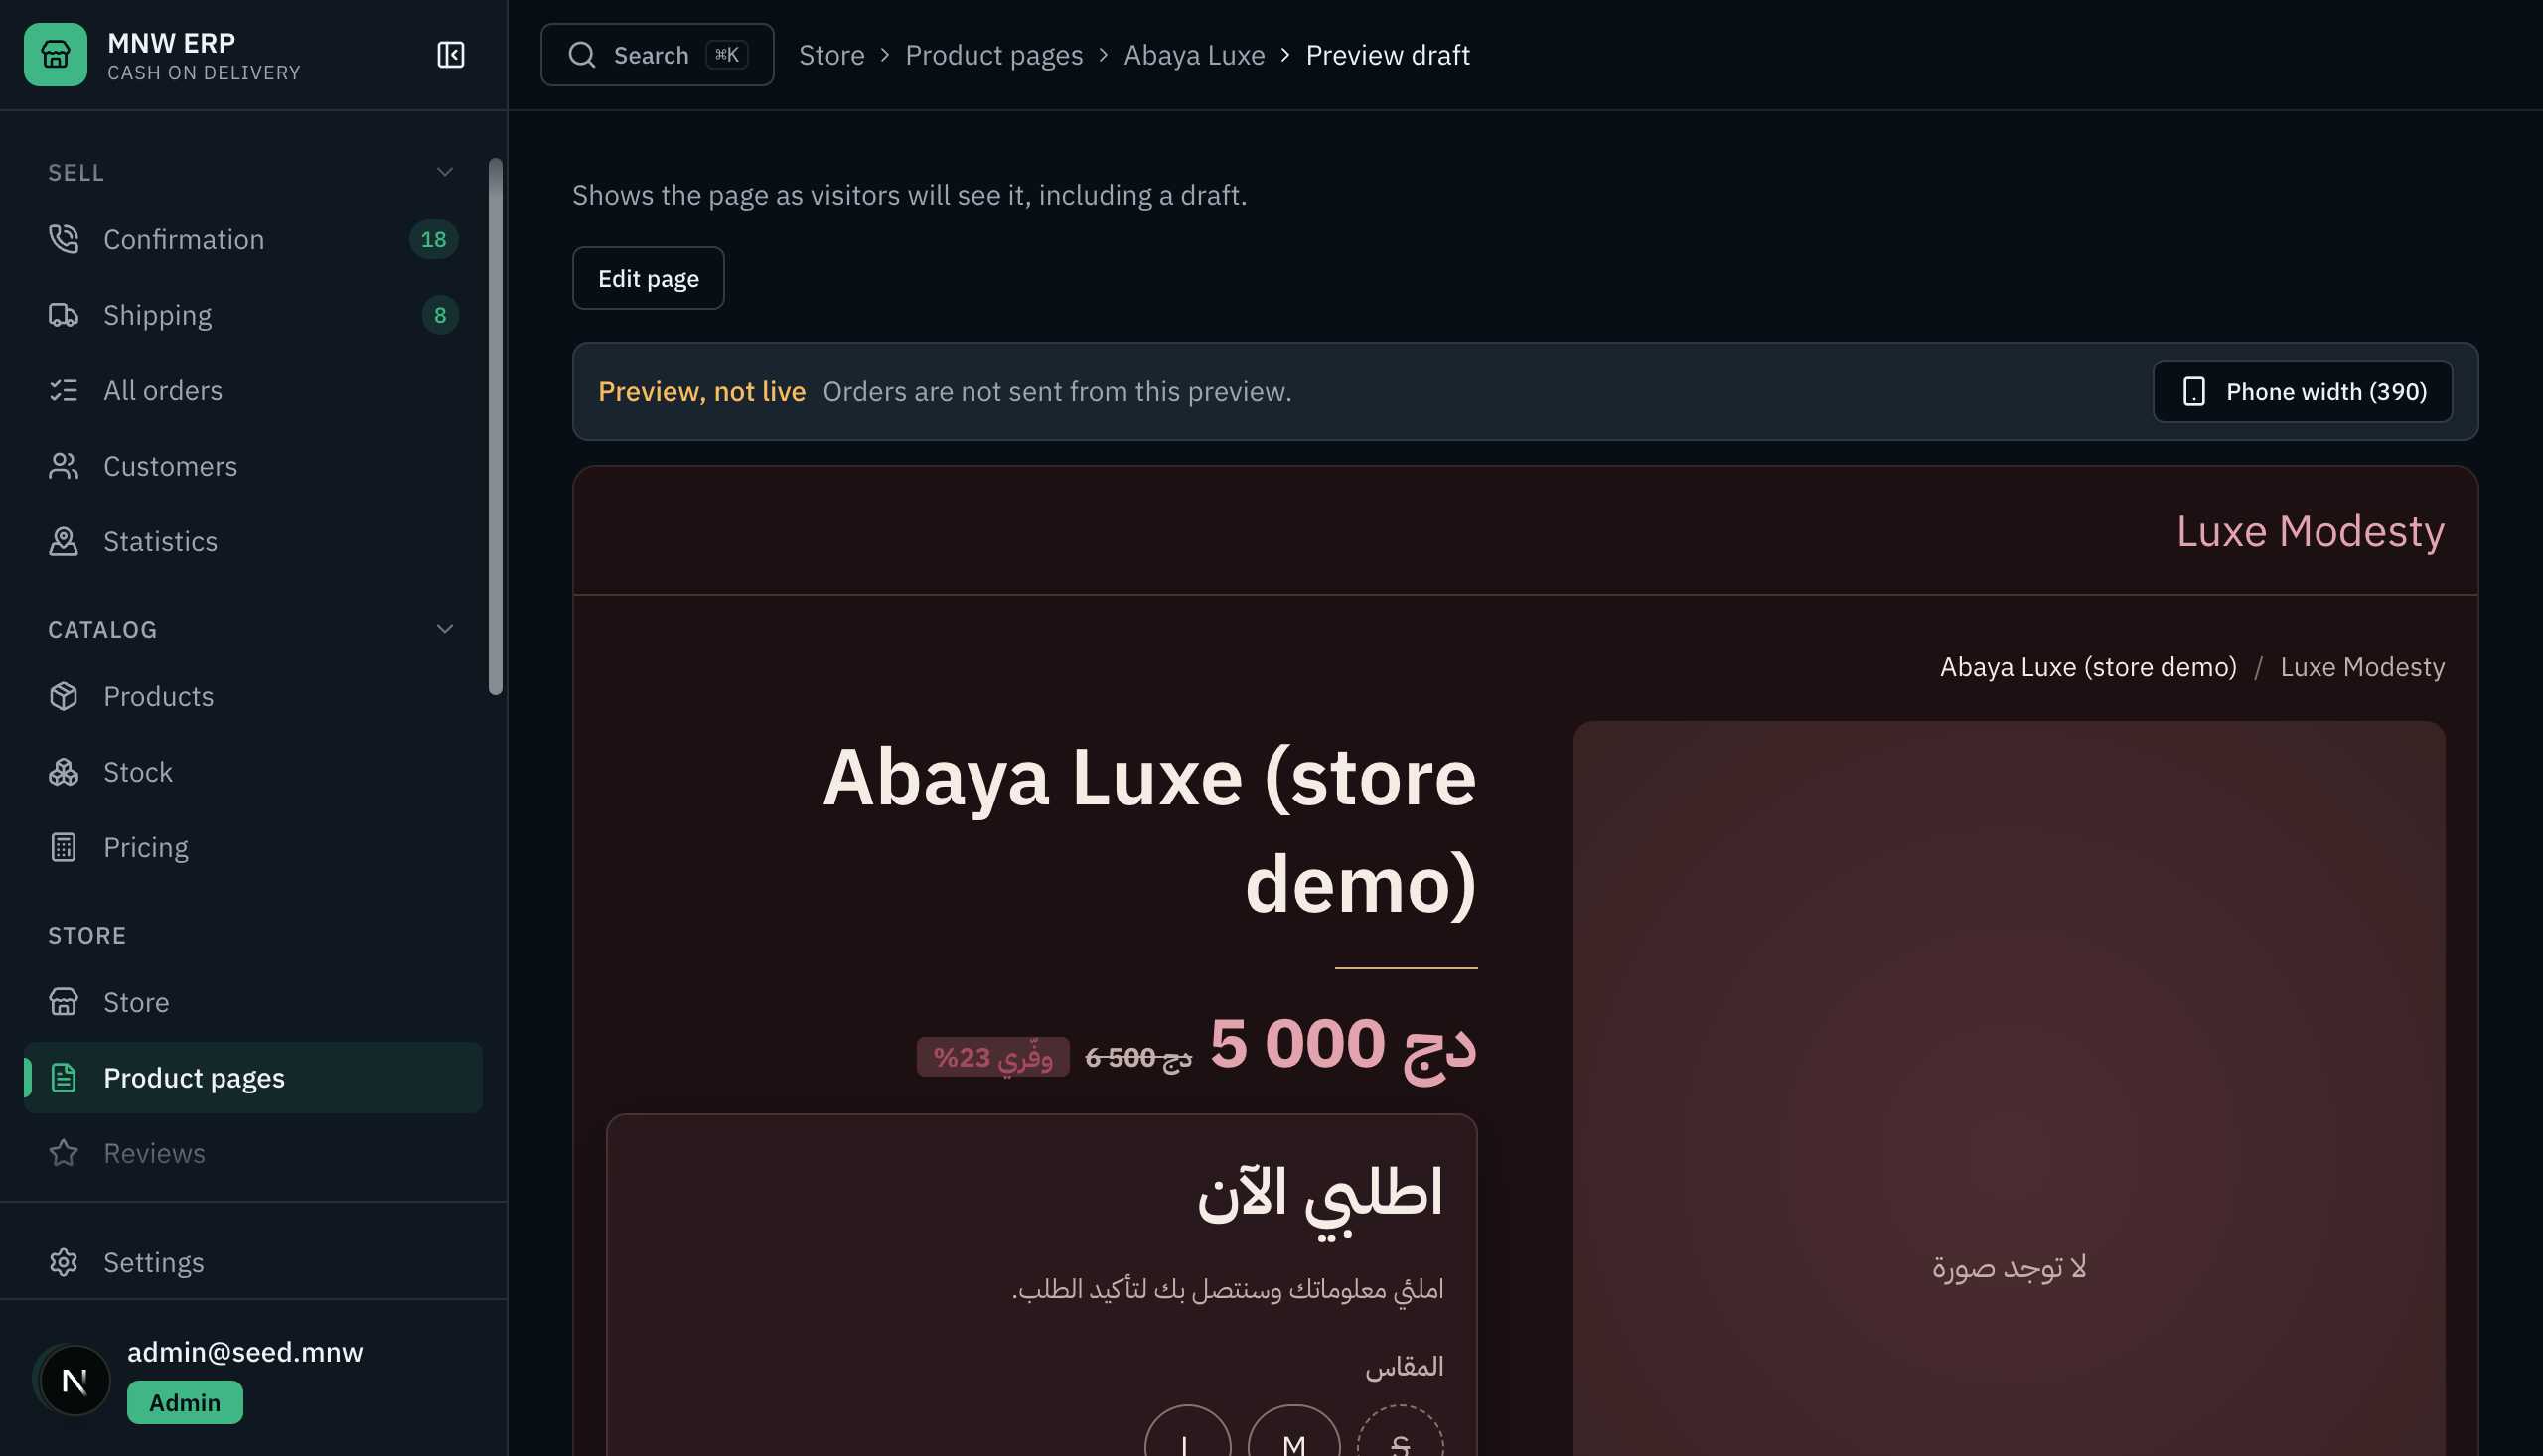 MNW ERP
CASH ON DELIVERY
Search ⌘K
Store > Product pages > Abaya Luxe > Preview draft
SELL
Confirmation 18
Shipping 8
All orders
Customers
Statistics
CATALOG
Products
Stock
Pricing
STORE
Store
Product pages
Reviews
Settings
N
admin@seed.mnw
Admin
Shows the page as visitors will see it, including a draft.
Edit page
Preview, not live Orders are not sent from this preview.
Phone width (390)
Luxe Modesty
Luxe Modesty / Abaya Luxe (store demo)
Abaya Luxe (store
demo)
5 000 دج 6 500 دج وفّري 23%
اطلبي الآن
املئي معلوماتك وسنتصل بك لتأكيد الطلب.
المقاس
S M L
لا توجد صورة